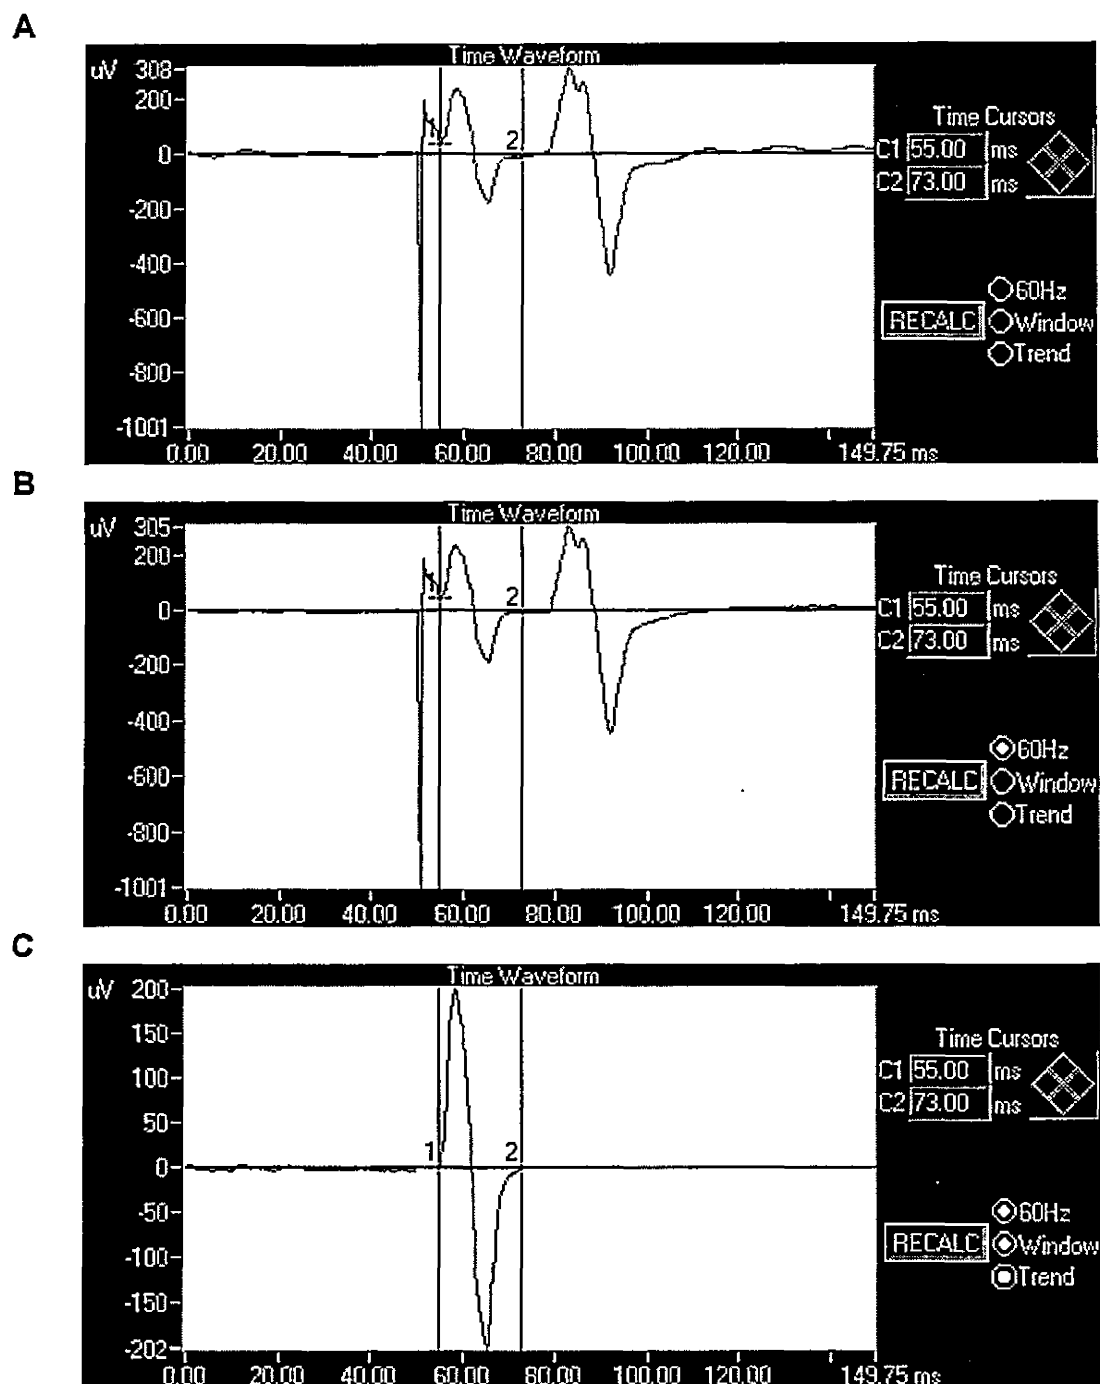 A
Time Waveform
uV 308
200
0
-200
-400
-600
-800
-1001
1
2
0.00 20.00 40.00 60.00 80.00 100.00 120.00 149.75 ms
Time Cursors
C1 55.00 ms
C2 73.00 ms
60Hz
RECALC Window
Trend
B
Time Waveform
uV 305
200
0
-200
-400
-600
-800
-1001
1
2
0.00 20.00 40.00 60.00 80.00 100.00 120.00 149.75 ms
Time Cursors
C1 55.00 ms
C2 73.00 ms
60Hz
RECALC Window
Trend
C
Time Waveform
uV 200
150
100
50
0
-50
-100
-150
-202
1 2
0.00 20.00 40.00 60.00 80.00 100.00 120.00 149.75 ms
Time Cursors
C1 55.00 ms
C2 73.00 ms
60Hz
RECALC Window
Trend